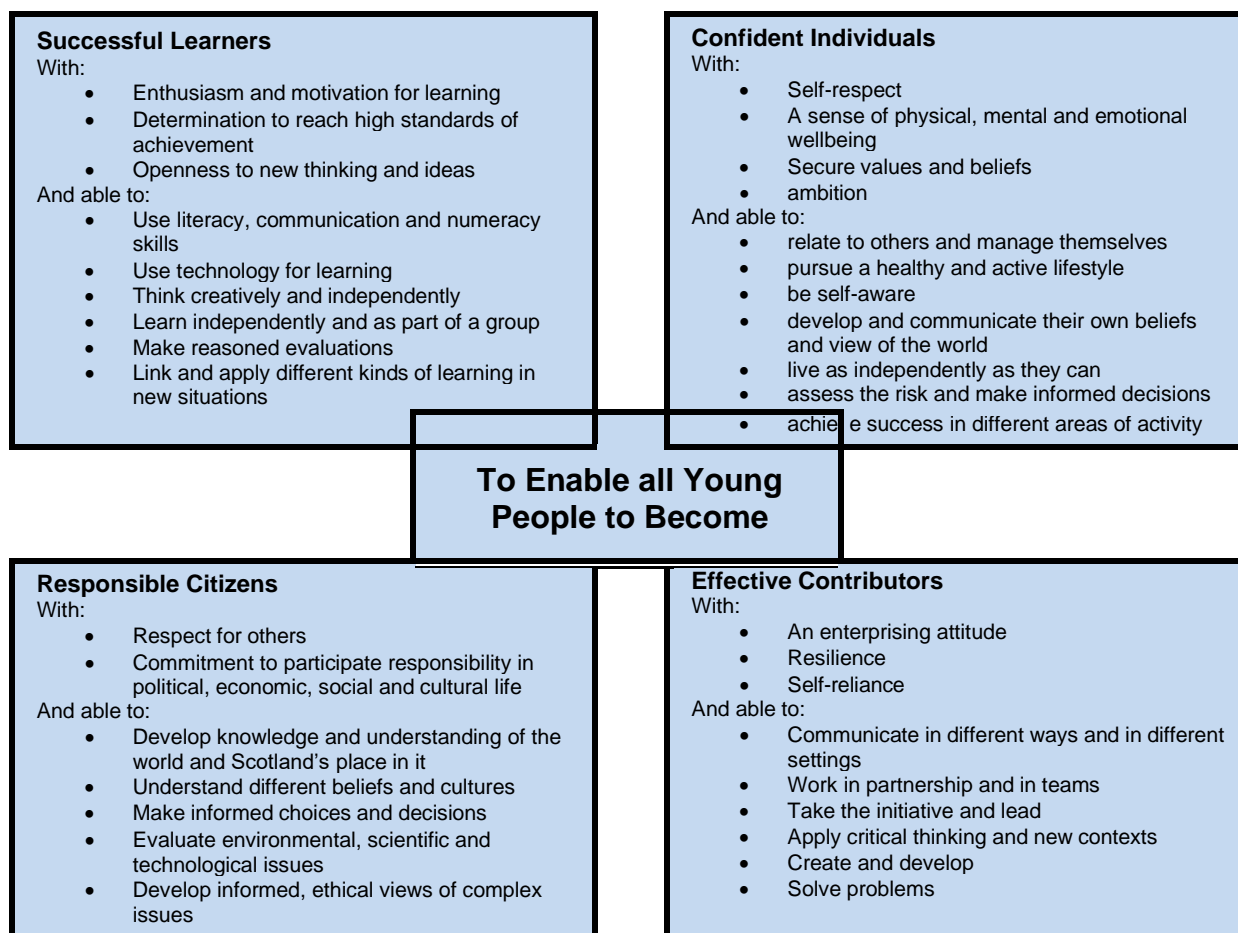 Successful Learners
With:
• Enthusiasm and motivation for learning
• Determination to reach high standards of
achievement
• Openness to new thinking and ideas
And able to:
• Use literacy, communication and numeracy
skills
• Use technology for learning
• Think creatively and independently
• Learn independently and as part of a group
• Make reasoned evaluations
• Link and apply different kinds of learning in
new situations
Confident Individuals
With:
• Self-respect
• A sense of physical, mental and emotional
wellbeing
• Secure values and beliefs
• ambition
And able to:
• relate to others and manage themselves
• pursue a healthy and active lifestyle
• be self-aware
• develop and communicate their own beliefs
and view of the world
• live as independently as they can
• assess the risk and make informed decisions
• achieve success in different areas of activity
To Enable all Young
People to Become
Responsible Citizens
With:
• Respect for others
• Commitment to participate responsibility in
political, economic, social and cultural life
And able to:
• Develop knowledge and understanding of the
world and Scotland's place in it
• Understand different beliefs and cultures
• Make informed choices and decisions
• Evaluate environmental, scientific and
technological issues
• Develop informed, ethical views of complex
issues
Effective Contributors
With:
• An enterprising attitude
• Resilience
• Self-reliance
And able to:
• Communicate in different ways and in different
settings
• Work in partnership and in teams
• Take the initiative and lead
• Apply critical thinking and new contexts
• Create and develop
• Solve problems